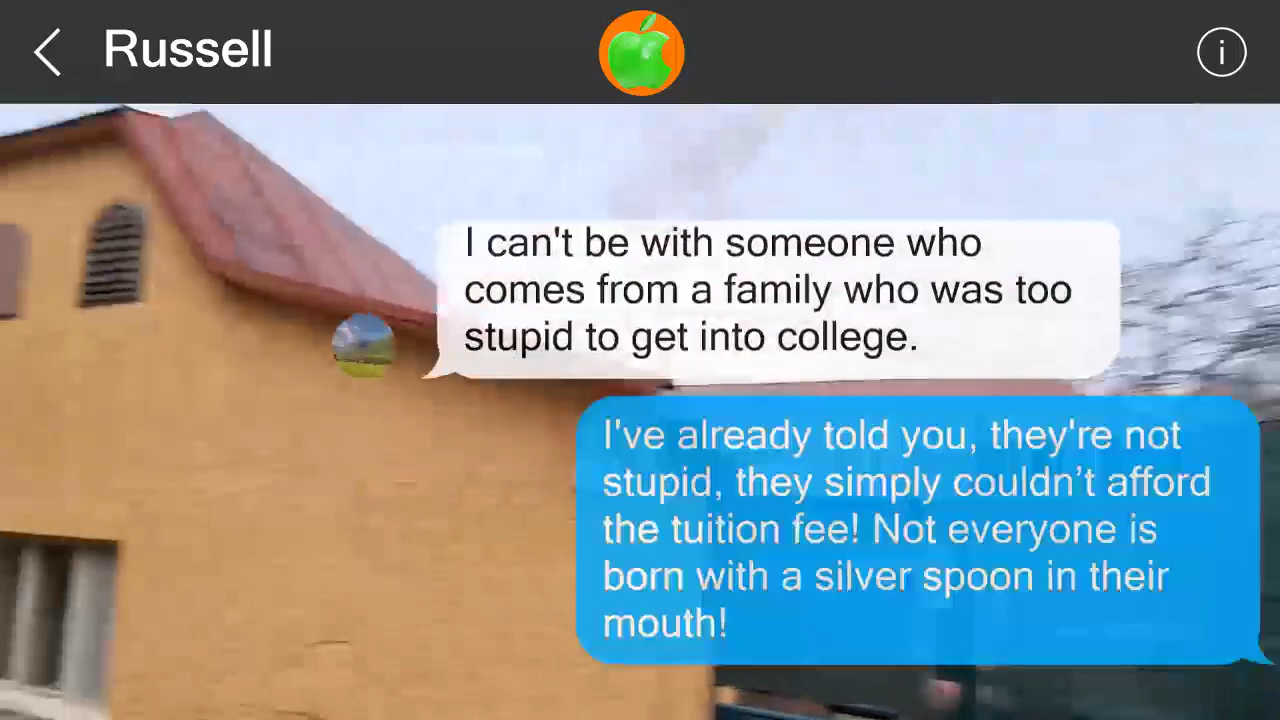 Russell
i
I can't be with someone who
comes from a family who was too
stupid to get into college.
I've already told you, they're not
stupid, they simply couldn’t afford
the tuition fee! Not everyone is
born with a silver spoon in their
mouth!